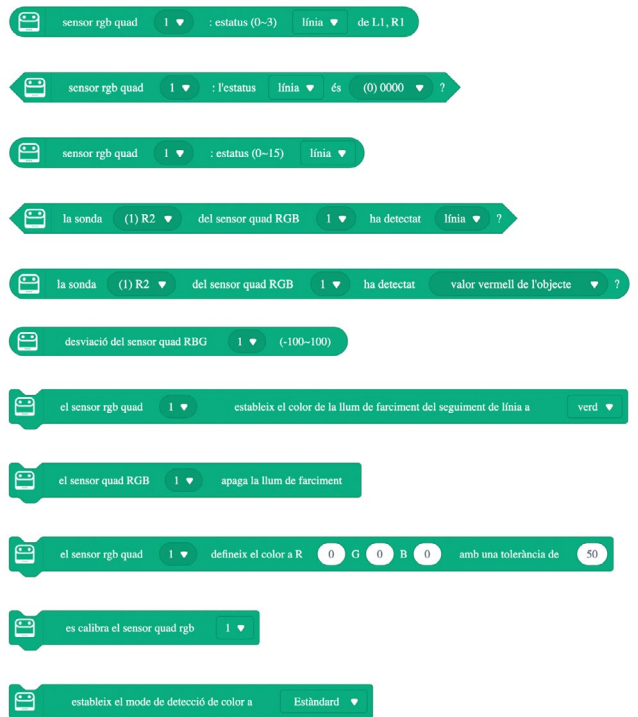 sensor rgb quad 1 : estatus (0~3) línia de L1, R1
sensor rgb quad 1 : l'estatus línia és (0) 0000 ?
sensor rgb quad 1 : estatus (0~15) línia
la sonda (1) R2 del sensor quad RGB 1 ha detectat línia ?
la sonda (1) R2 del sensor quad RGB 1 ha detectat valor vermell de l'objecte ?
desviació del sensor quad RBG 1 (-100~100)
el sensor rgb quad 1 estableix el color de la llum de farciment del seguiment de línia a verd
el sensor quad RGB 1 apaga la llum de farciment
el sensor rgb quad 1 defineix el color a R 0 G 0 B 0 amb una tolerància de 50
es calibra el sensor quad rgb 1
estableix el mode de detecció de color a Estàndard